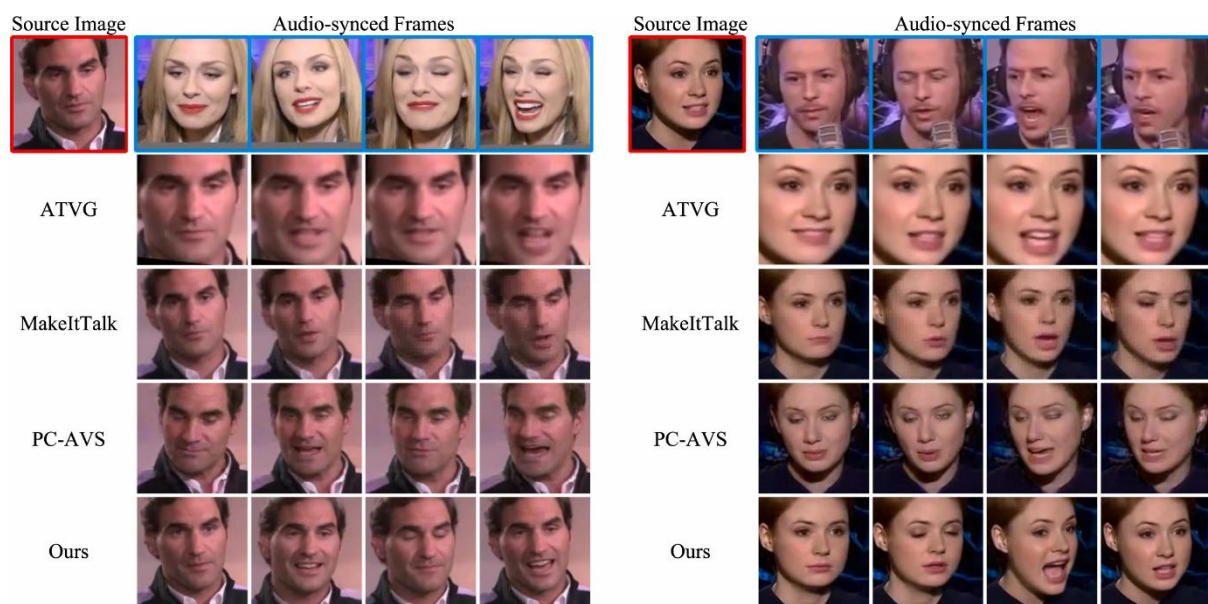 Source Image Audio-synced Frames Source Image Audio-synced Frames
ATVG ATVG
MakeItTalk MakeItTalk
PC-AVS PC-AVS
Ours Ours